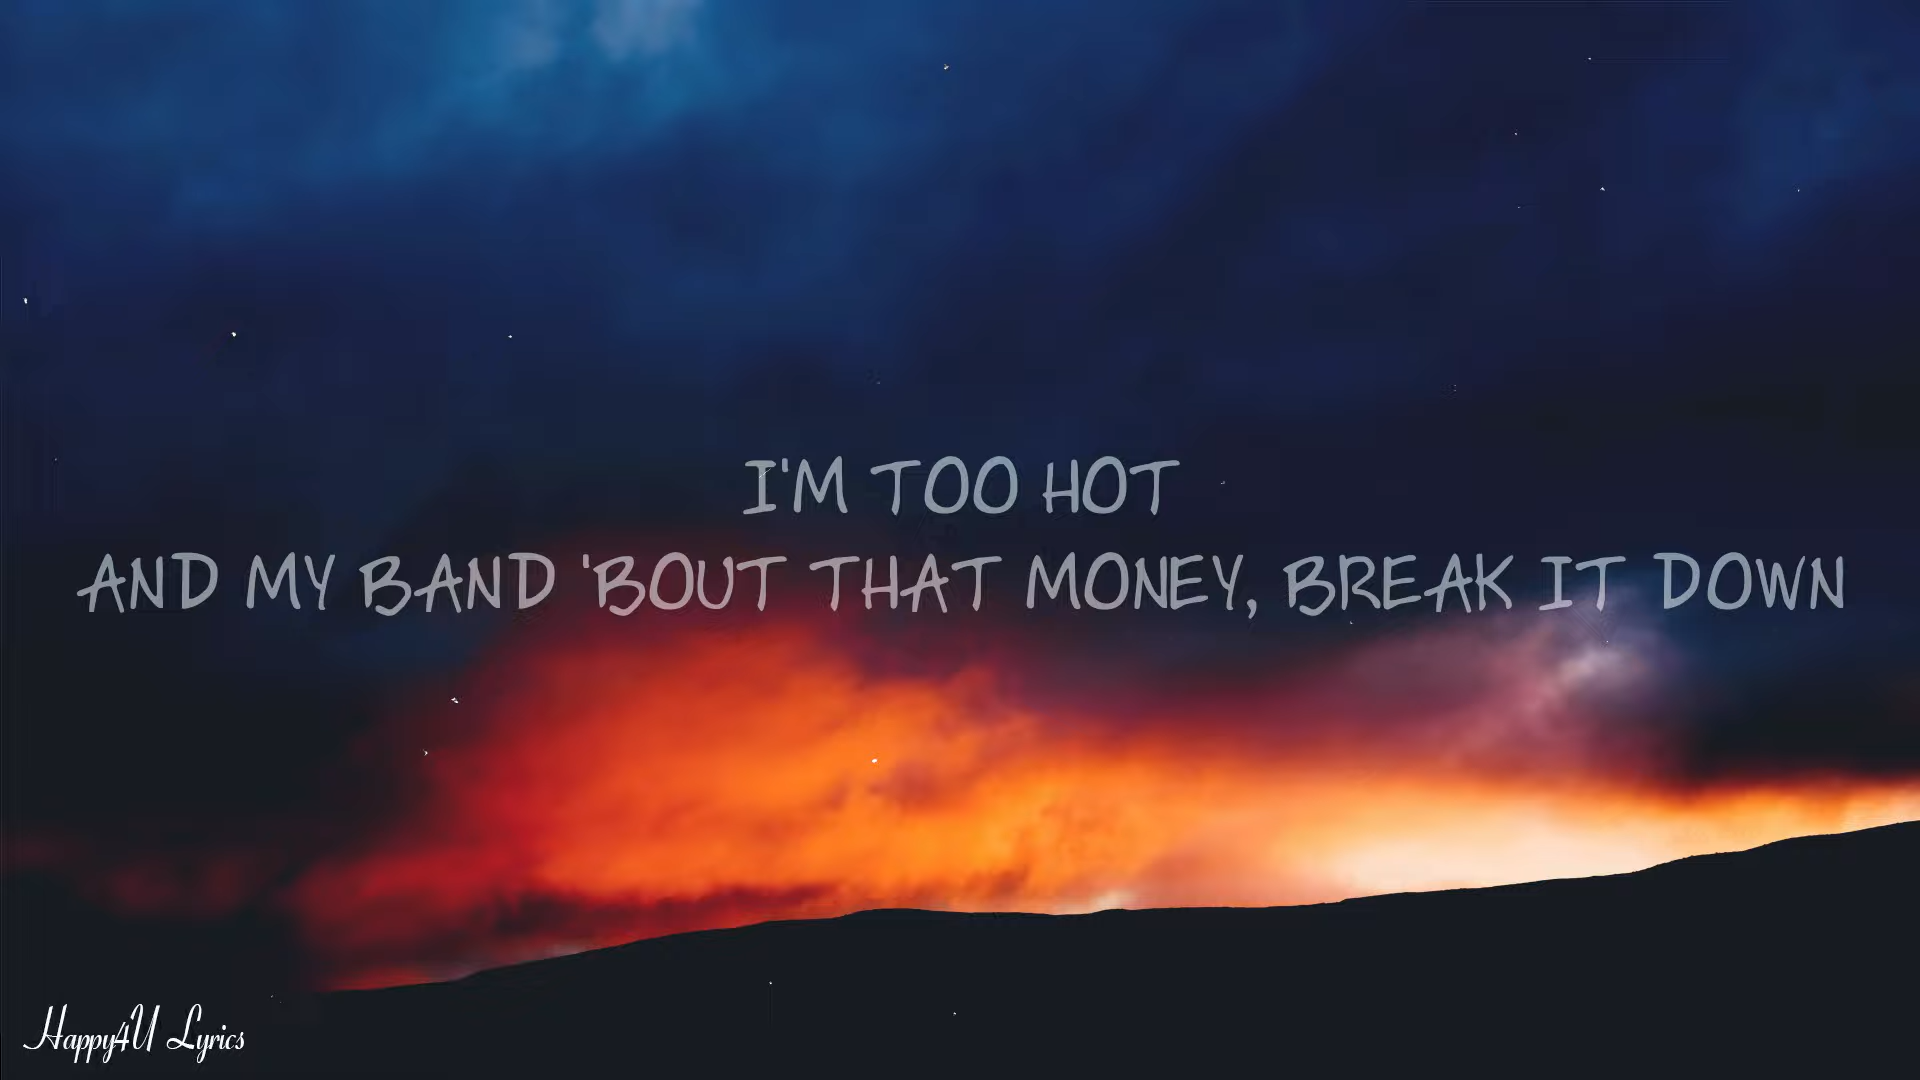 I'M TOO HOT
AND MY BAND 'BOUT THAT MONEY, BREAK IT DOWN
Happy4U Lyrics